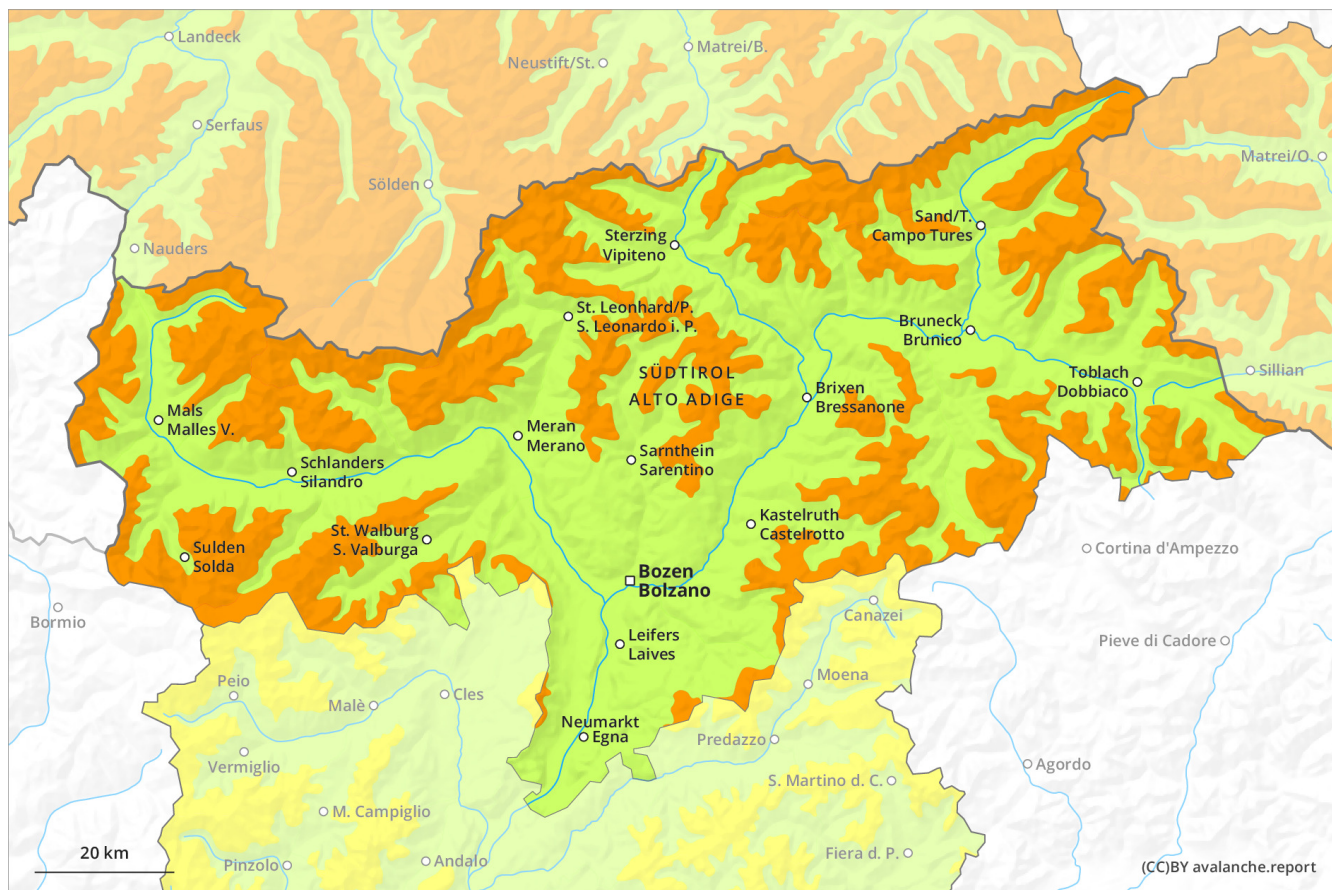 Landeck
Matrei/B.
Neustift/St.
Serfaus
Matrei/O.
Sölden
Sand/T.
Campo Tures
Sterzing
Vipiteno
Nauders
St. Leonhard/P.
S. Leonardo i. P.
Bruneck
Brunico
SÜDTIROL
ALTO ADIGE
Toblach
Dobbiaco
Sillian
Brixen
Bressanone
Mals
Malles V.
Meran
Merano
Sarnthein
Sarentino
Schlanders
Silandro
Kastelruth
Castelrotto
St. Walburg
S. Valburga
Sulden
Solda
Cortina d'Ampezzo
Bozen
Bolzano
Bormio
Canazei
Leifers
Laives
Pieve di Cadore
Peio
Moena
Malè
Cles
Neumarkt
Egna
Predazzo
Vermiglio
Agordo
S. Martino d. C.
M. Campiglio
20 km
Pinzolo
Andalo
Fiera d. P.
(CC)BY avalanche.report